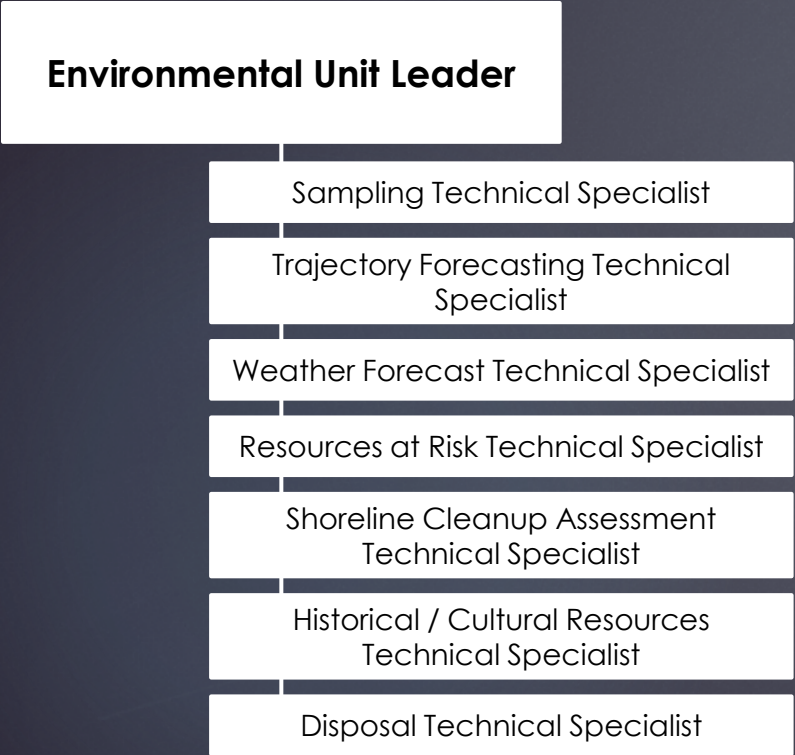 Environmental Unit Leader
Sampling Technical Specialist
Trajectory Forecasting Technical
Specialist
Weather Forecast Technical Specialist
Resources at Risk Technical Specialist
Shoreline Cleanup Assessment
Technical Specialist
Historical / Cultural Resources
Technical Specialist
Disposal Technical Specialist